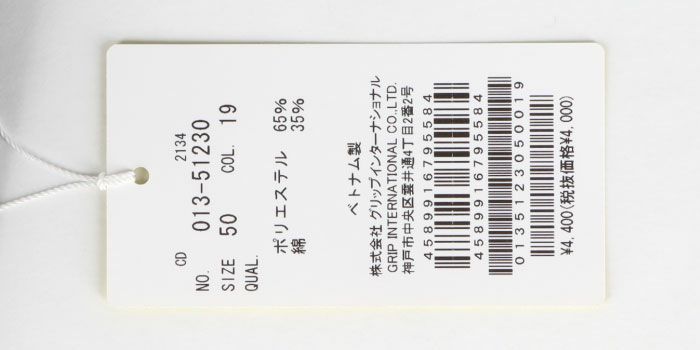 CD 2134
NO. 013-51230
SIZE 50 COL. 19
QUAL.
ポリエステル 65%
綿 35%
ベトナム製
株式会社 グリップインターナショナル
GRIP INTERNATIONAL CO.,LTD.
神戸市中央区雲井通4丁目2番2号
4589916795584
4589916795584
0135123050019
¥4,400(税抜価格¥4,000)